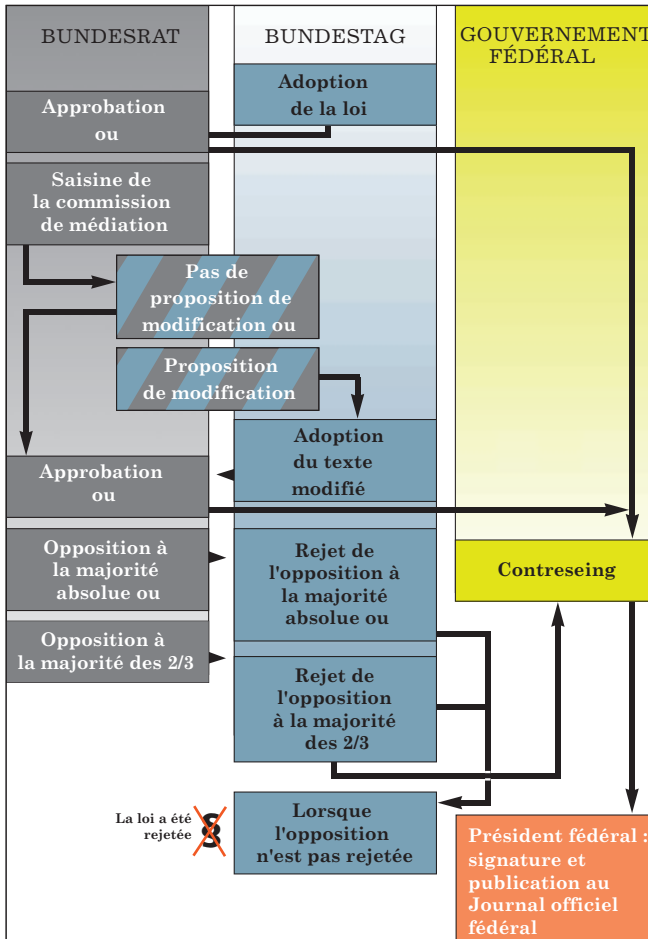 BUNDESRAT
BUNDESTAG
GOUVERNEMENT
FÉDÉRAL
Adoption
de la loi
Approbation
ou
Saisine de
la commission
de médiation
Pas de
proposition de
modification ou
Proposition
de modification
Adoption
du texte
modifié
Approbation
ou
Opposition à
la majorité
absolue ou
Rejet de
l'opposition à
la majorité
absolue ou
Contreseing
Opposition à
la majorité des 2/3
Rejet de
l'opposition
à la majorité
des 2/3
La loi a été
rejetée
§
Lorsque
l'opposition
n'est pas rejetée
Président fédéral :
signature et
publication au
Journal officiel
fédéral